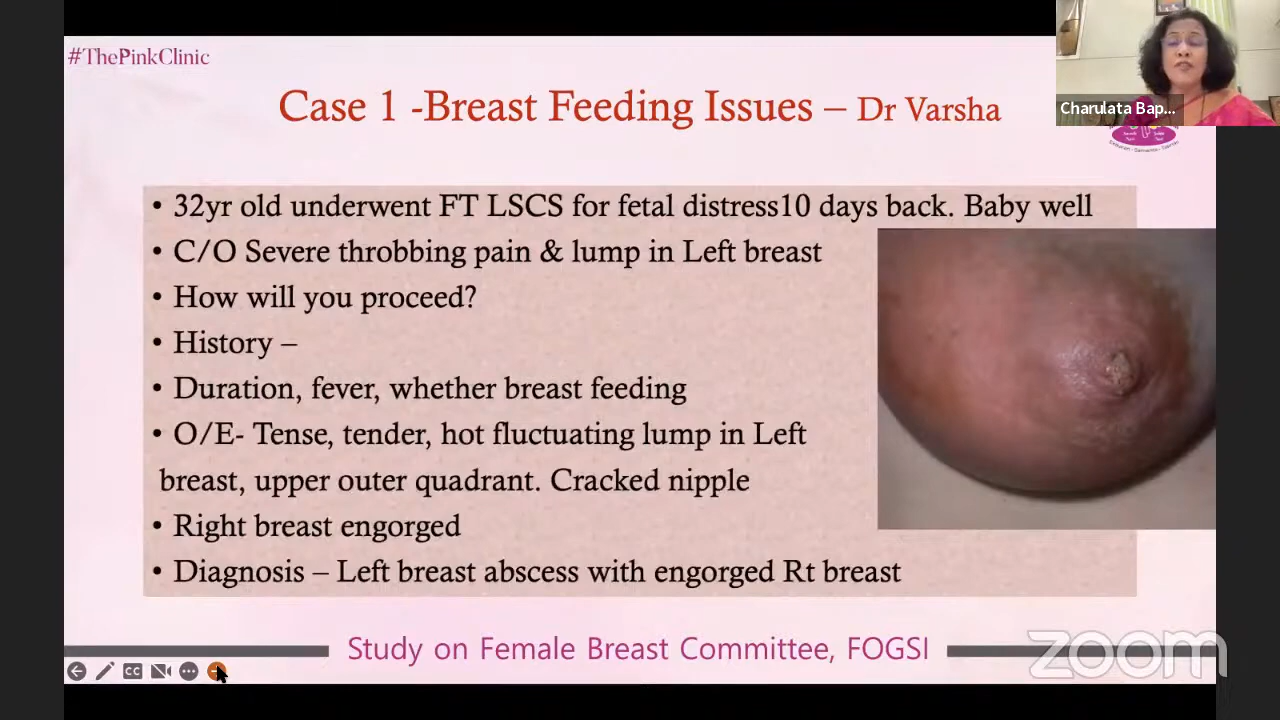 #ThePinkClinic
Case 1 -Breast Feeding Issues – Dr Varsha
Charulata Bap...
• 32yr old underwent FT LSCS for fetal distress10 days back. Baby well
• C/O Severe throbbing pain & lump in Left breast
• How will you proceed?
• History –
• Duration, fever, whether breast feeding
• O/E- Tense, tender, hot fluctuating lump in Left
breast, upper outer quadrant. Cracked nipple
• Right breast engorged
• Diagnosis – Left breast abscess with engorged Rt breast
Study on Female Breast Committee, FOGSI
zoom
CC